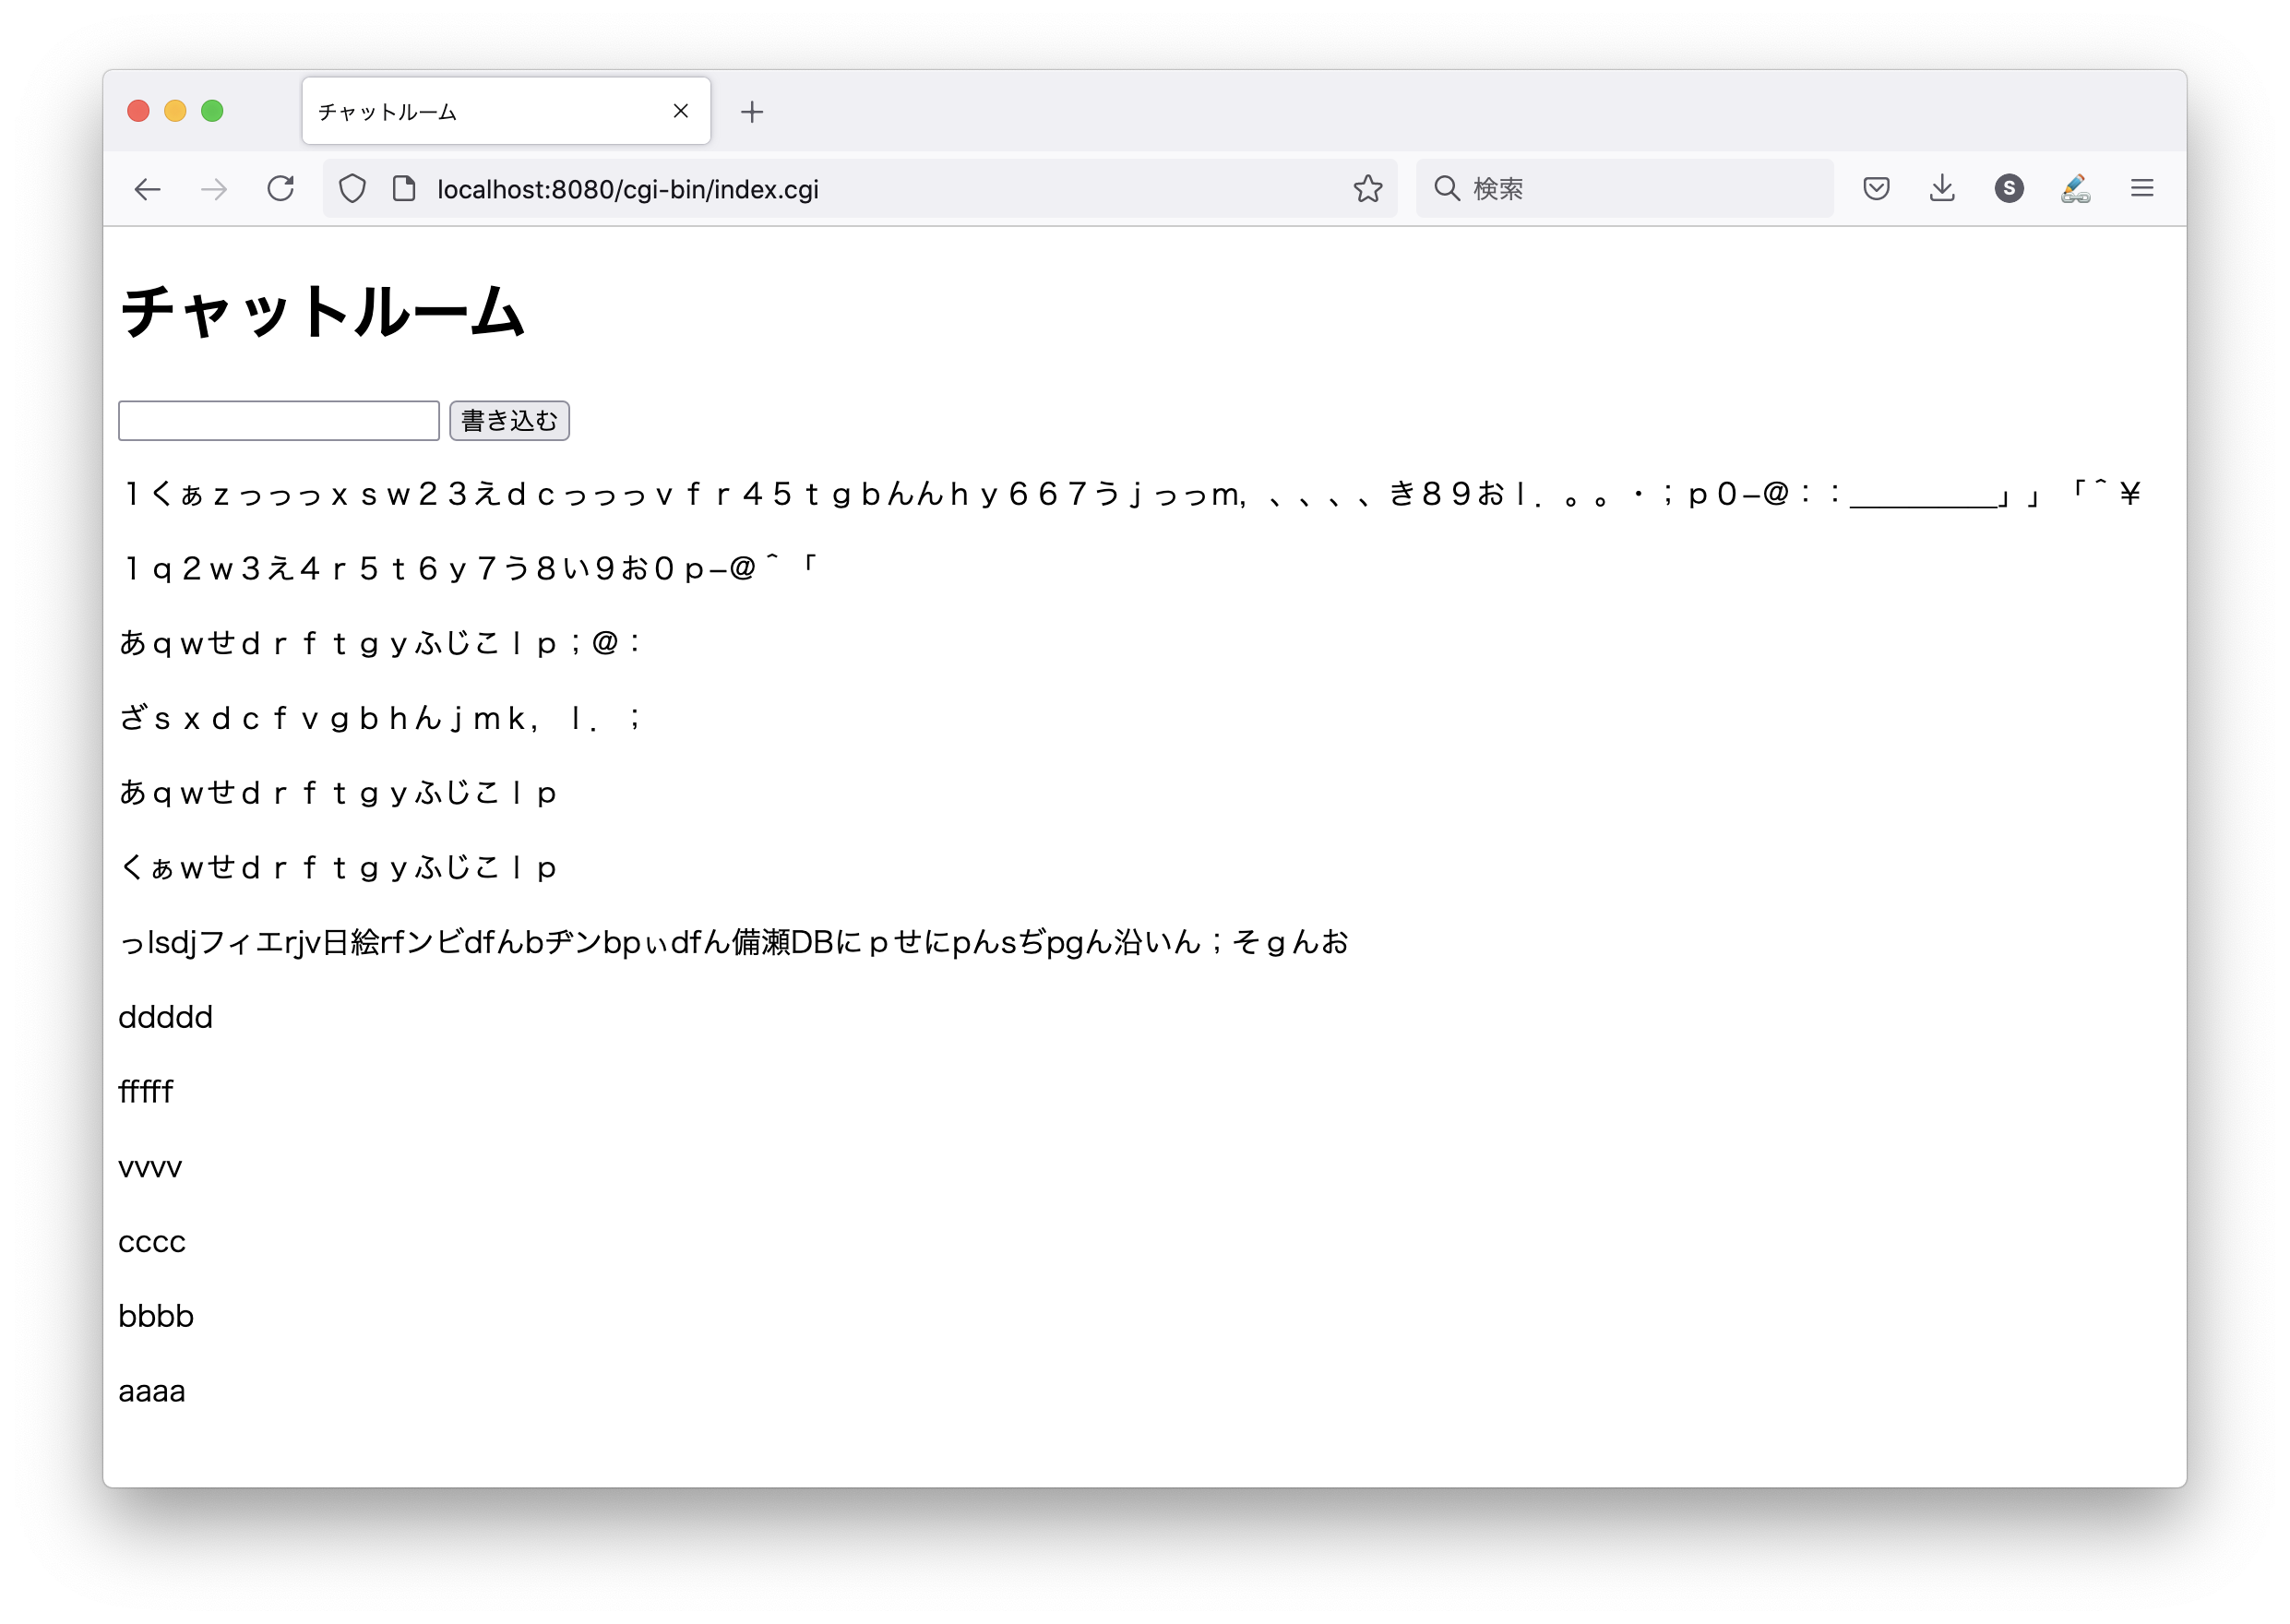 チャットルーム
localhost:8080/cgi-bin/index.cgi
検索
S
チャットルーム
書き込む
１くぁｚっっっｘｓｗ２３えｄｃっっっｖｆｒ４５ｔｇｂんんｈｙ６６７うｊっっｍ，、、、、き８９おｌ．。。・；ｐ０−＠：：＿＿＿＿＿」」「＾￥
１ｑ２ｗ３え４ｒ５ｔ６ｙ７う８い９お０ｐ−＠＾「
あｑｗせｄｒｆｔｇｙふじこｌｐ；＠：
ざｓｘｄｃｆｖｇｂｈんｊｍｋ，ｌ．；
あｑｗせｄｒｆｔｇｙふじこｌｐ
くぁｗせｄｒｆｔｇｙふじこｌｐ
っlsdjフィエrjv日絵rfンビdfんbヂンbpぃdfん備瀬DBにｐせにpんsぢpgん沿いん；そｇんお
ddddd
fffff
vvvv
cccc
bbbb
aaaa